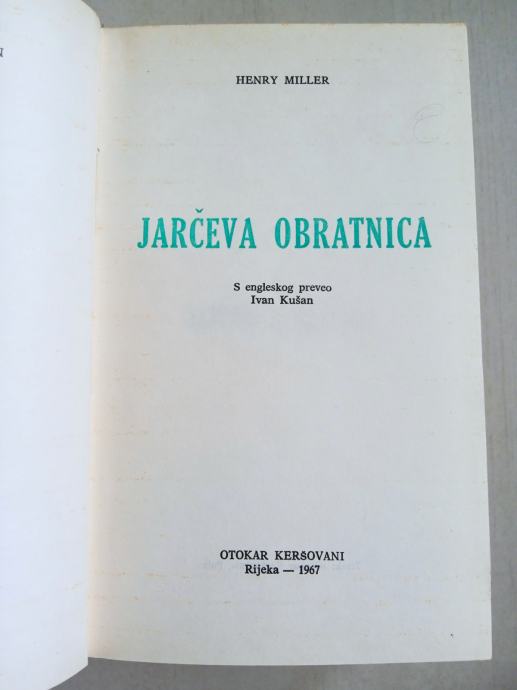 HENRY MILLER
JARČEVA OBRATNICA
S engleskog preveo
Ivan Kušan
OTOKAR KERŠOVANI
Rijeka — 1967